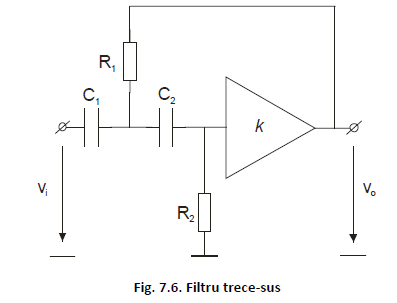 R₁
C₁
C₂
k
Vᵢ
Vₒ
R₂
Fig. 7.6. Filtru trece-sus